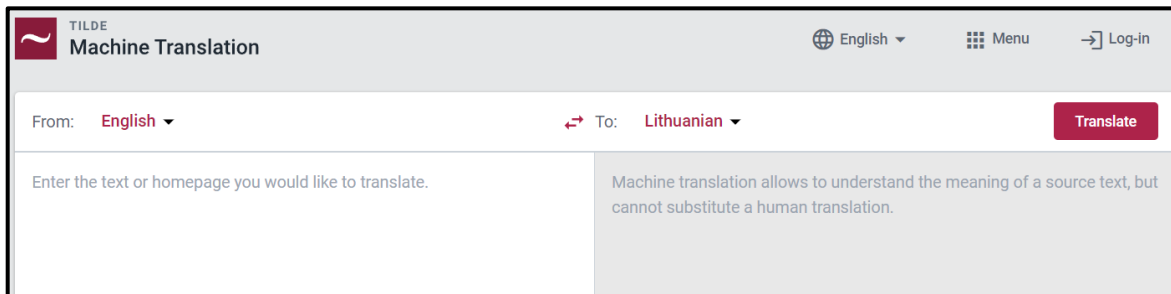 TILDE
Machine Translation
English
Menu
Log-in
From: English
To: Lithuanian
Translate
Enter the text or homepage you would like to translate.
Machine translation allows to understand the meaning of a source text, but
cannot substitute a human translation.